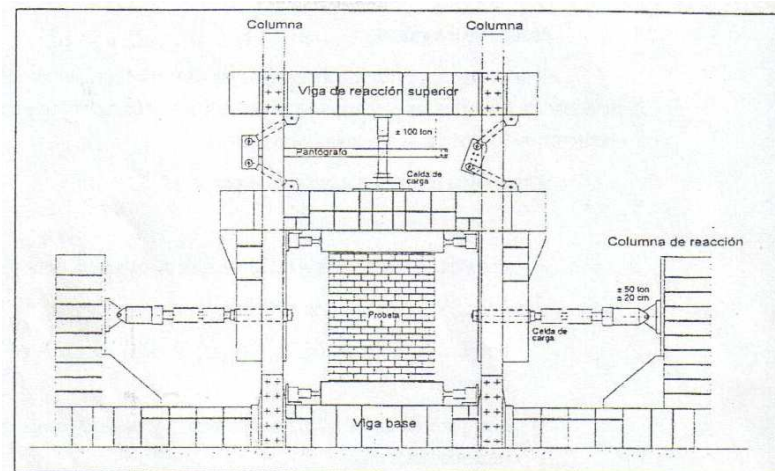 Columna
Columna
Viga de reacción superior
± 100 ton
Pantógrafo
Celda de
carga
Columna de reacción
± 50 ton
± 20 cm
Probeta
Celda de
carga
Viga base